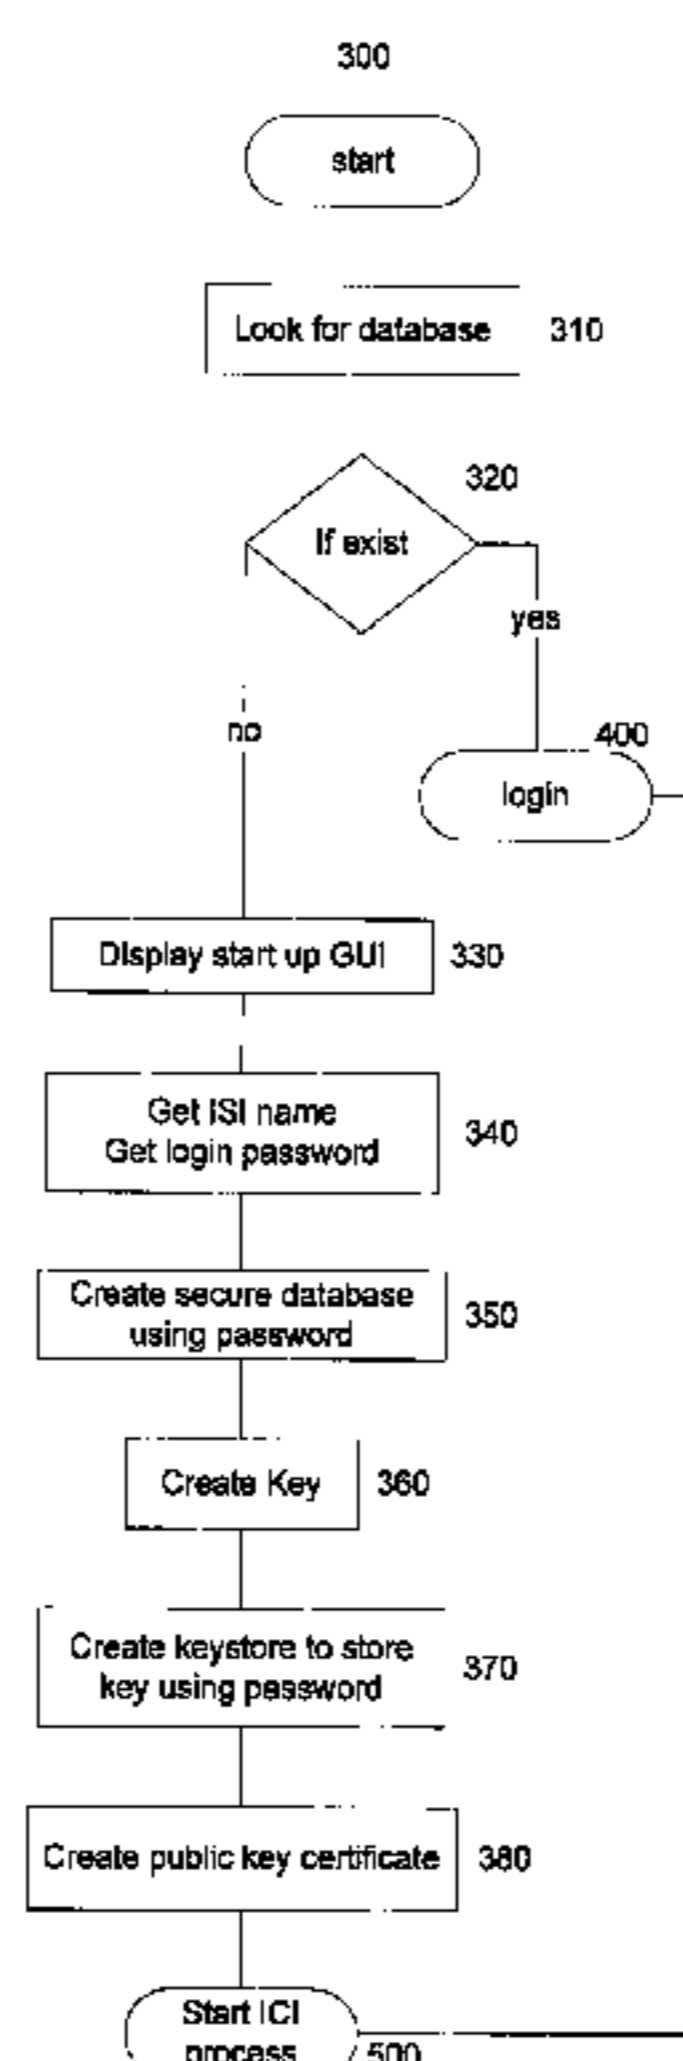 300
start
Look for database 310
320
If exist
yes
no
400
login
Display start up GUI 330
Get ISI name
Get login password
340
Create secure database
using password
350
Create Key 360
Create keystore to store
key using password
370
Create public key certificate 380
Start ICI
process
500